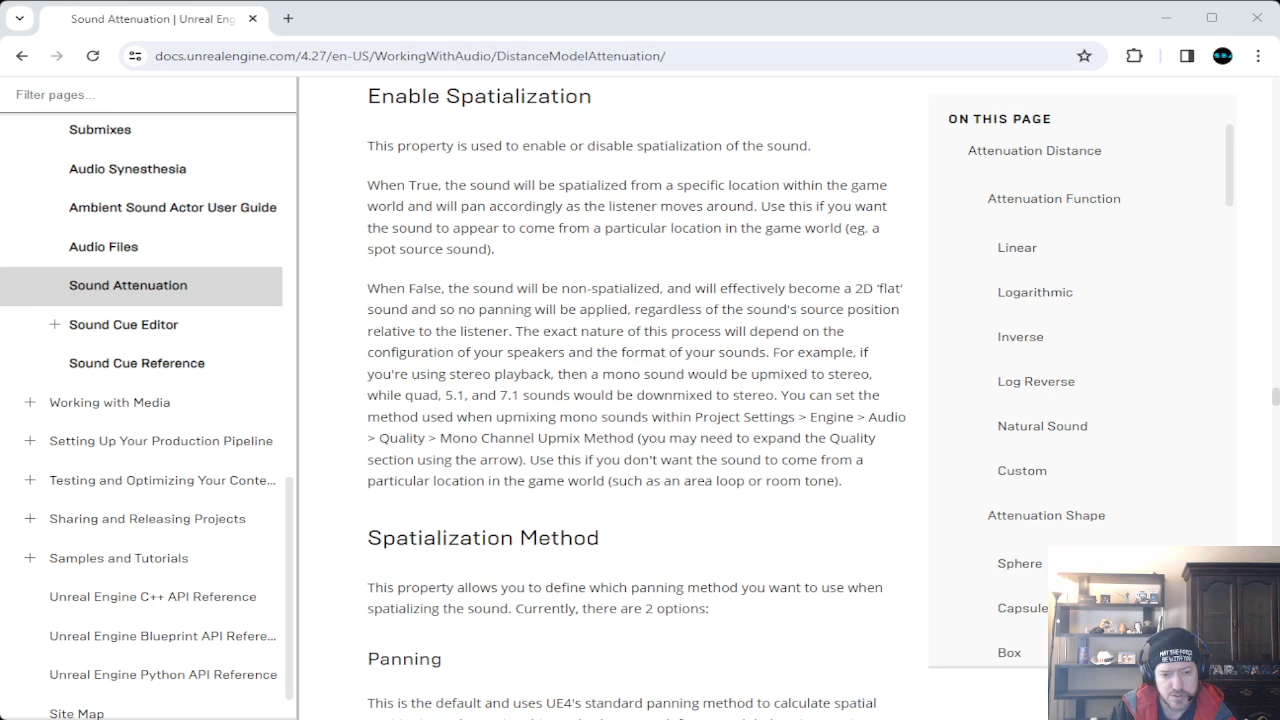 Sound Attenuation | Unreal Eng
docs.unrealengine.com/4.27/en-US/WorkingWithAudio/DistanceModelAttenuation/
Filter pages...
Submixes
Audio Synesthesia
Ambient Sound Actor User Guide
Audio Files
Sound Attenuation
Sound Cue Editor
Sound Cue Reference
Working with Media
Setting Up Your Production Pipeline
Testing and Optimizing Your Conte...
Sharing and Releasing Projects
Samples and Tutorials
Unreal Engine C++ API Reference
Unreal Engine Blueprint API Refere...
Unreal Engine Python API Reference
Site Map
Enable Spatialization
This property is used to enable or disable spatialization of the sound.
When True, the sound will be spatialized from a specific location within the game
world and will pan accordingly as the listener moves around. Use this if you want
the sound to appear to come from a particular location in the game world (eg. a
spot source sound).
When False, the sound will be non-spatialized, and will effectively become a 2D 'flat'
sound and so no panning will be applied, regardless of the sound's source position
relative to the listener. The exact nature of this process will depend on the
configuration of your speakers and the format of your sounds. For example, if
you're using stereo playback, then a mono sound would be upmixed to stereo,
while quad, 5.1, and 7.1 sounds would be downmixed to stereo. You can set the
method used when upmixing mono sounds within Project Settings > Engine > Audio
> Quality > Mono Channel Upmix Method (you may need to expand the Quality
section using the arrow). Use this if you don't want the sound to come from a
particular location in the game world (such as an area loop or room tone).
Spatialization Method
This property allows you to define which panning method you want to use when
spatializing the sound. Currently, there are 2 options:
Panning
This is the default and uses UE4's standard panning method to calculate spatial
ON THIS PAGE
Attenuation Distance
Attenuation Function
Linear
Logarithmic
Inverse
Log Reverse
Natural Sound
Custom
Attenuation Shape
Sphere
Capsule
Box
MAY THE FORCE
BE WITH YOU
STAR WARS